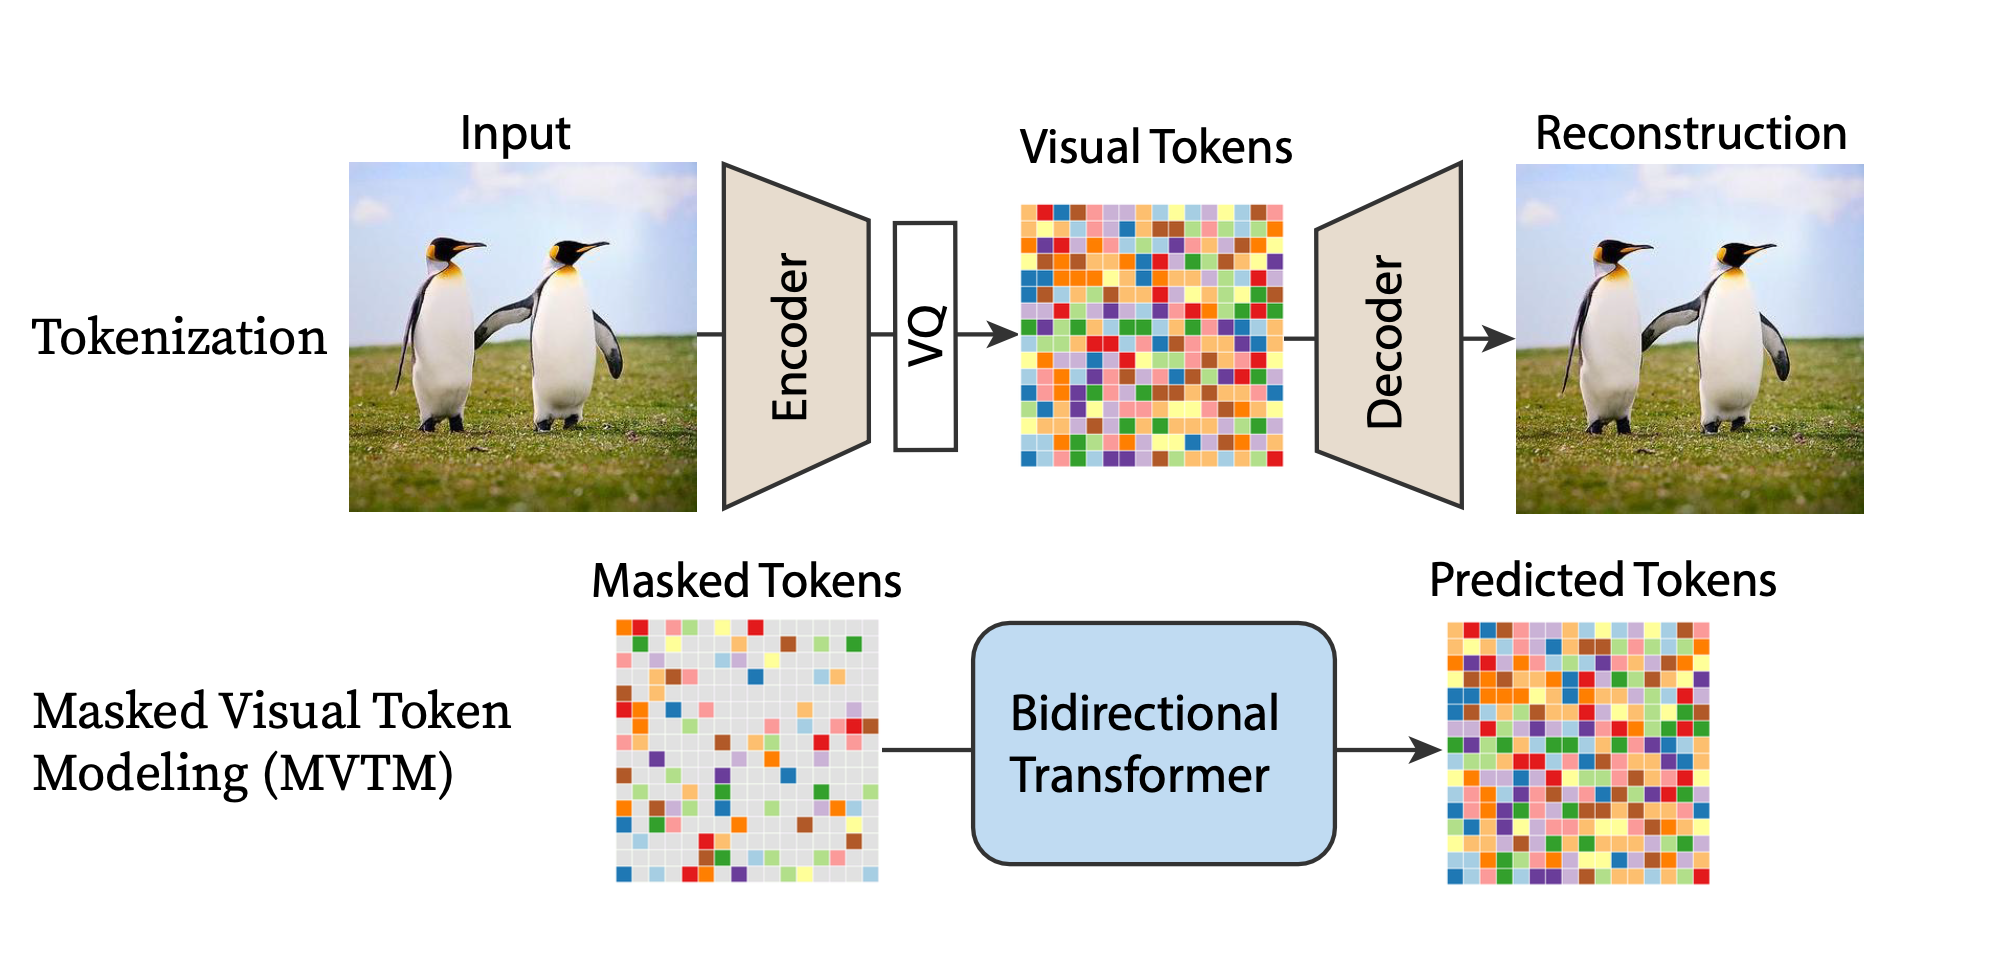 Input
Visual Tokens
Reconstruction
Tokenization
Encoder
VQ
Decoder
Masked Tokens
Predicted Tokens
Masked Visual Token
Modeling (MVTM)
Bidirectional
Transformer